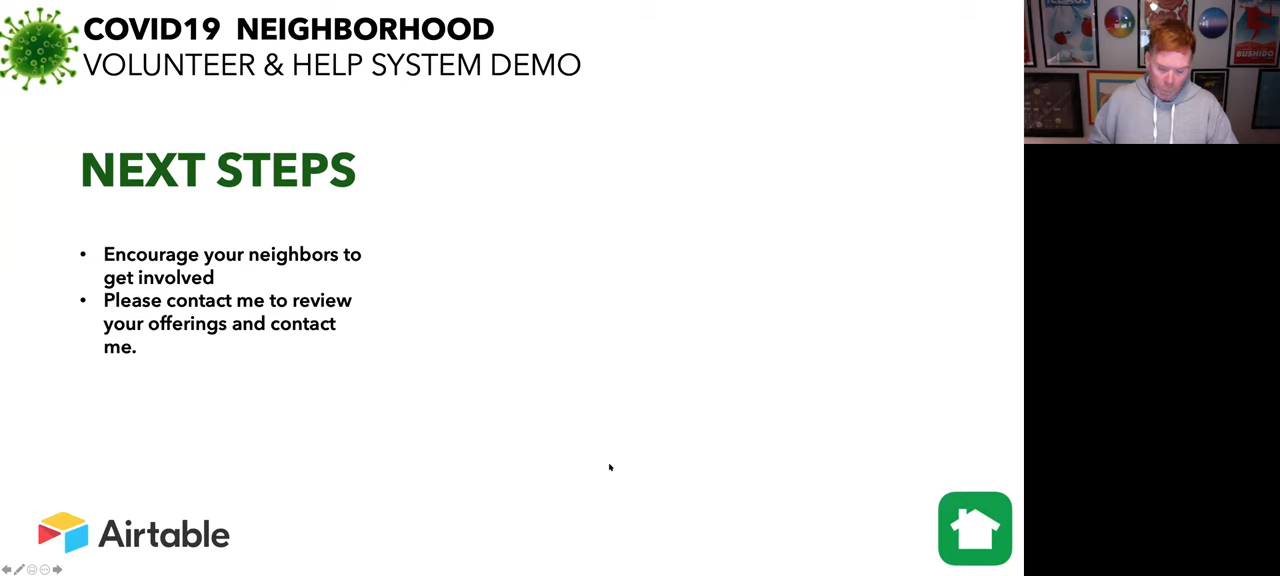 COVID19 NEIGHBORHOOD
VOLUNTEER & HELP SYSTEM DEMO
NEXT STEPS
• Encourage your neighbors to
get involved
• Please contact me to review
your offerings and contact
me.
Airtable
BUSHIDO